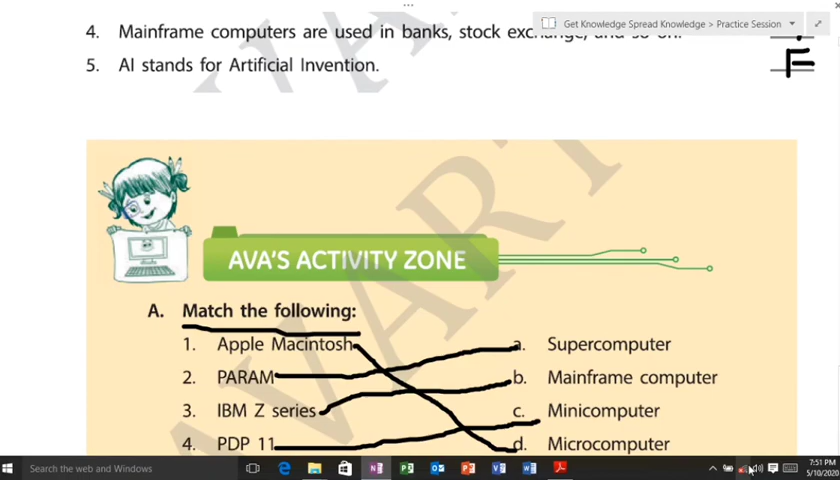 Get Knowledge Spread Knowledge > Practice Session
4. Mainframe computers are used in banks, stock exchange, and so on.
5. AI stands for Artificial Invention. F
AVA'S ACTIVITY ZONE
A. Match the following:
1. Apple Macintosh a. Supercomputer
2. PARAM b. Mainframe computer
3. IBM Z series c. Minicomputer
4. PDP 11 d. Microcomputer
Search the web and Windows
7:51 PM
5/10/2020